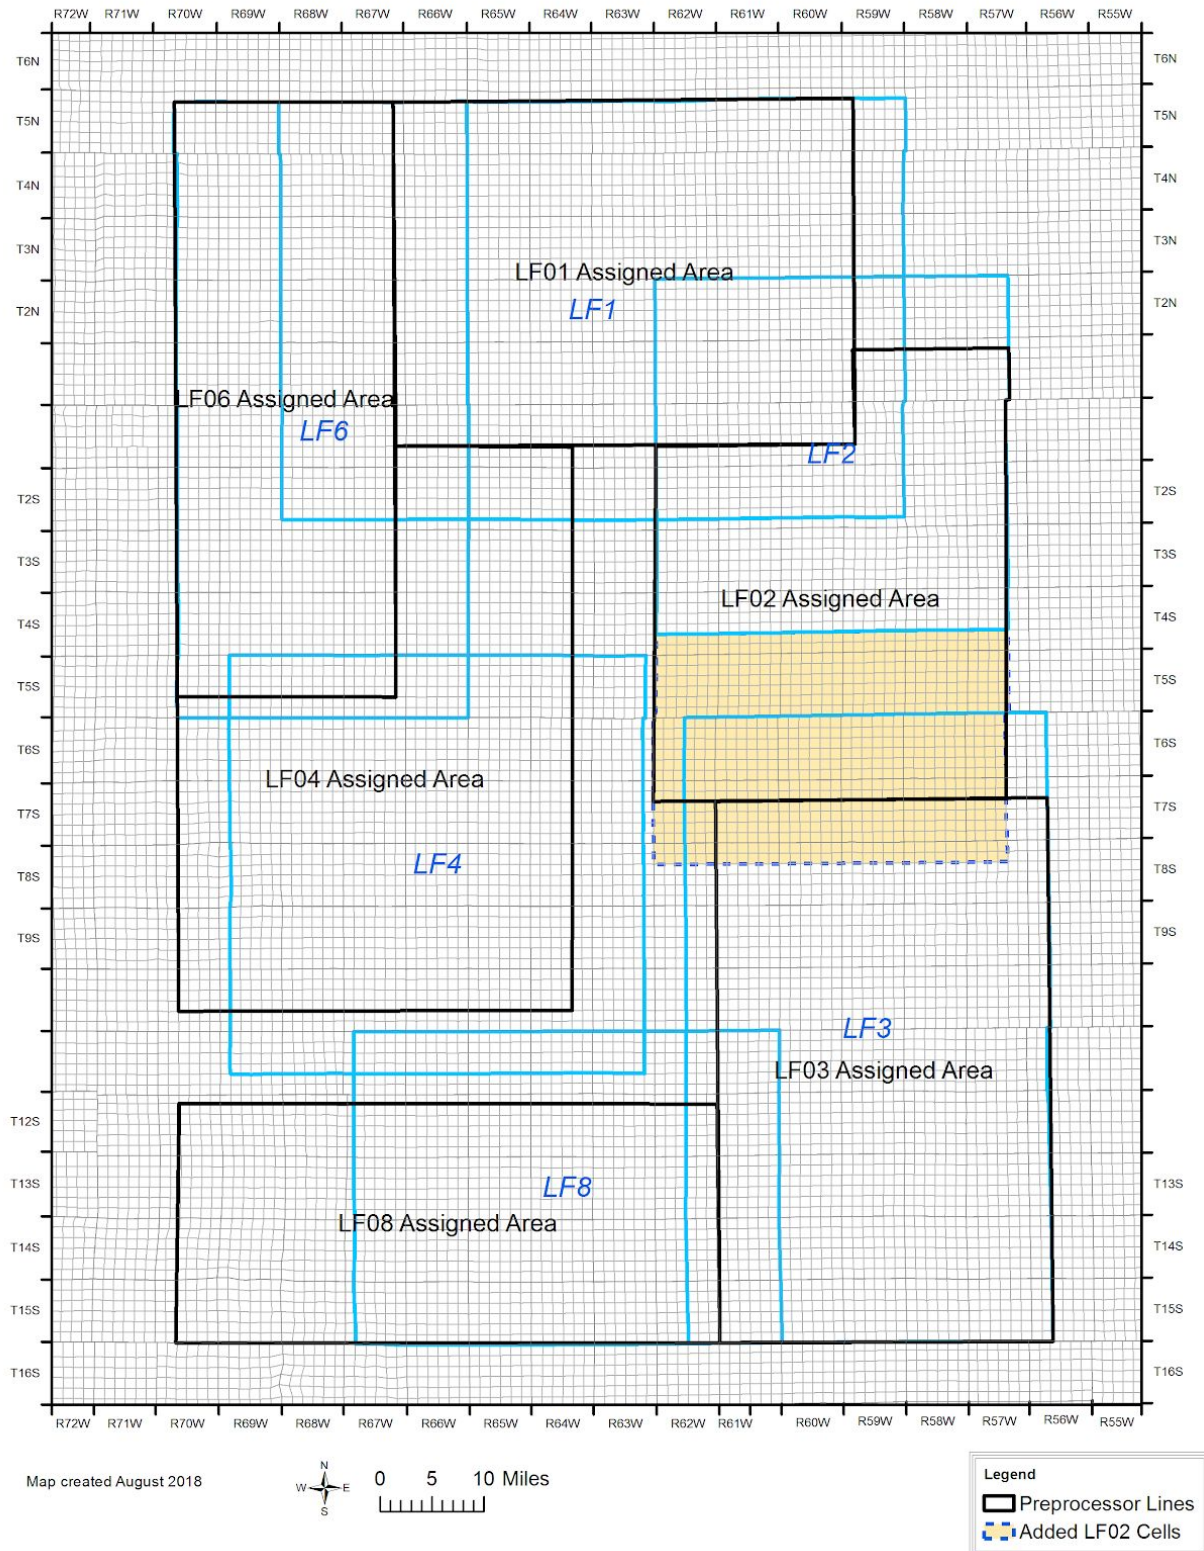 R72W R71W R70W R68W R67W R66W R65W R64W R63W R62W R61W R60W R59W R58W R57W R56W R55W
T6N T6N
T5N T5N
T4N T4N
T3N T3N
LF01 Assigned Area
T2N LF1 T2N
LF06 Assigned Area
LF6
LF2
T2S T2S
T3S T3S
LF02 Assigned Area
T4S T4S
T5S T5S
T6S T6S
LF04 Assigned Area
T7S T7S
LF4
T8S T8S
T9S T9S
LF3
LF03 Assigned Area
T12S
T13S LF8 T13S
LF08 Assigned Area
T14S T14S
T15S T15S
T16S T16S
R72W R71W R70W R69W R68W R67W R66W R65W R64W R63W R62W R61W R60W R59W R58W R57W R56W R55W
Map created August 2018
N
W E
S
0 5 10 Miles
Legend
Preprocessor Lines
Added LF02 Cells